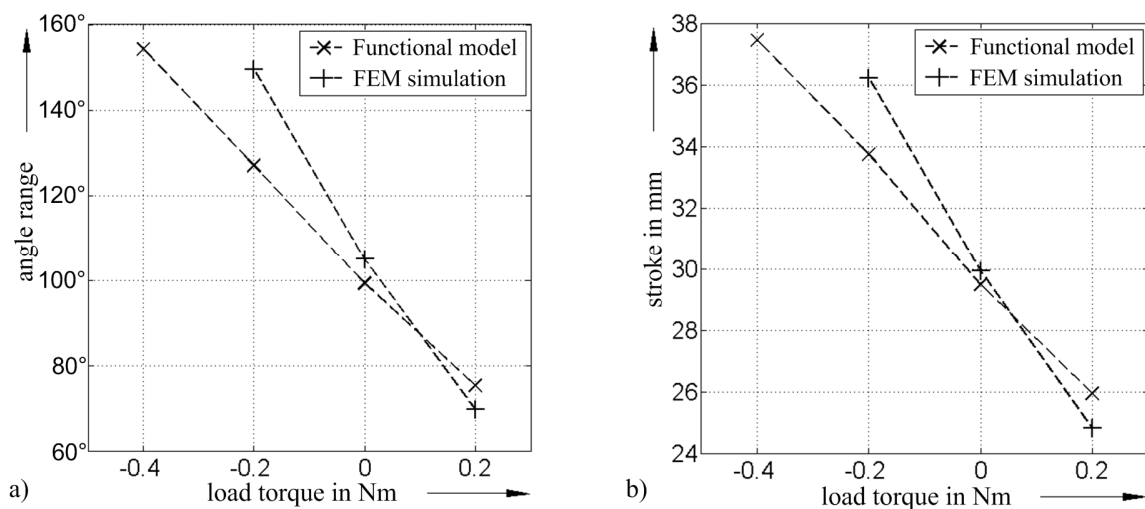 160°
140°
120°
100°
80°
60°
angle range
Functional model
FEM simulation
-0.4
-0.2
0
0.2
a)
load torque in Nm
38
36
34
32
30
28
26
24
stroke in mm
Functional model
FEM simulation
-0.4
-0.2
0
0.2
b)
load torque in Nm